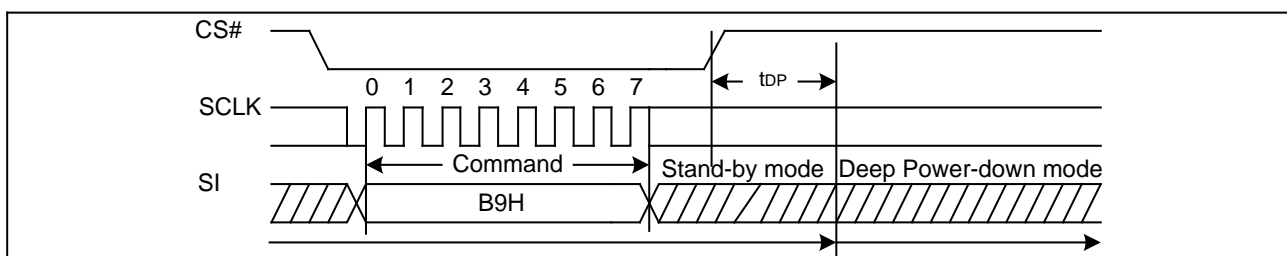 CS#
tDP
0 1 2 3 4 5 6 7
SCLK
Command
Stand-by mode Deep Power-down mode
SI
B9H